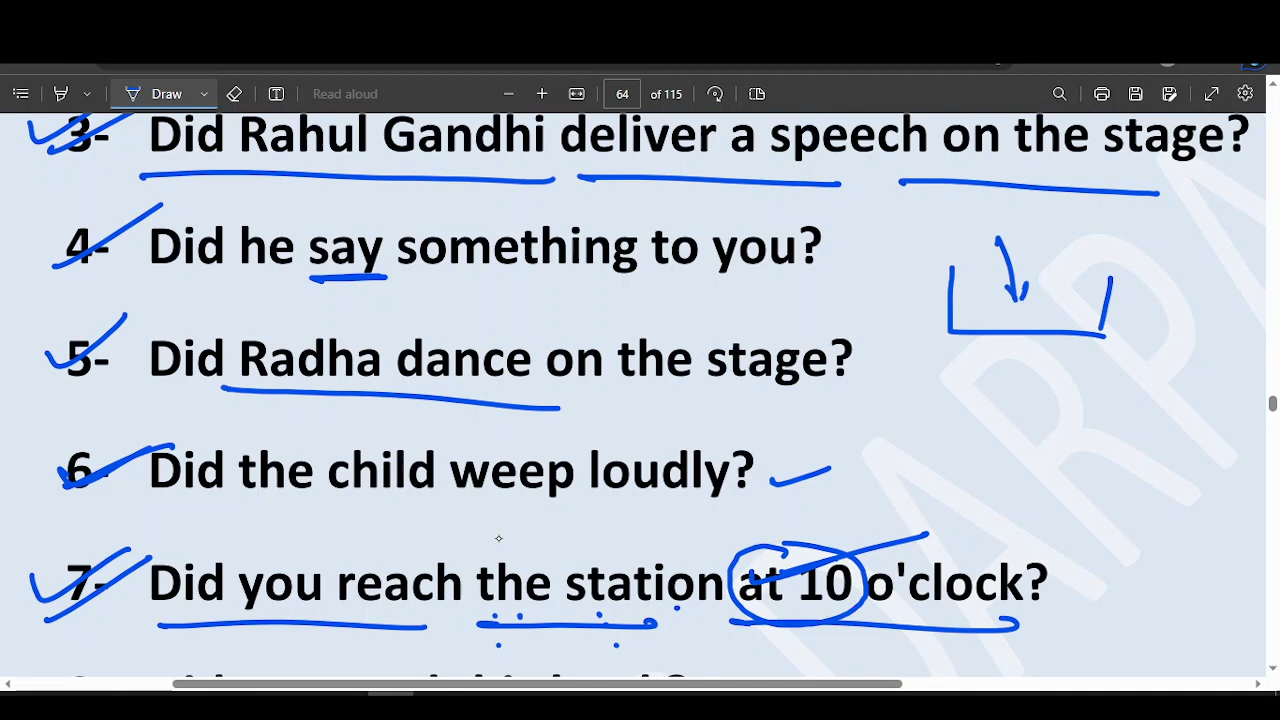 Draw
Read aloud
64 of 115
3- Did Rahul Gandhi deliver a speech on the stage?
4- Did he say something to you?
5- Did Radha dance on the stage?
6- Did the child weep loudly?
7- Did you reach the station at 10 o'clock?
DARPA